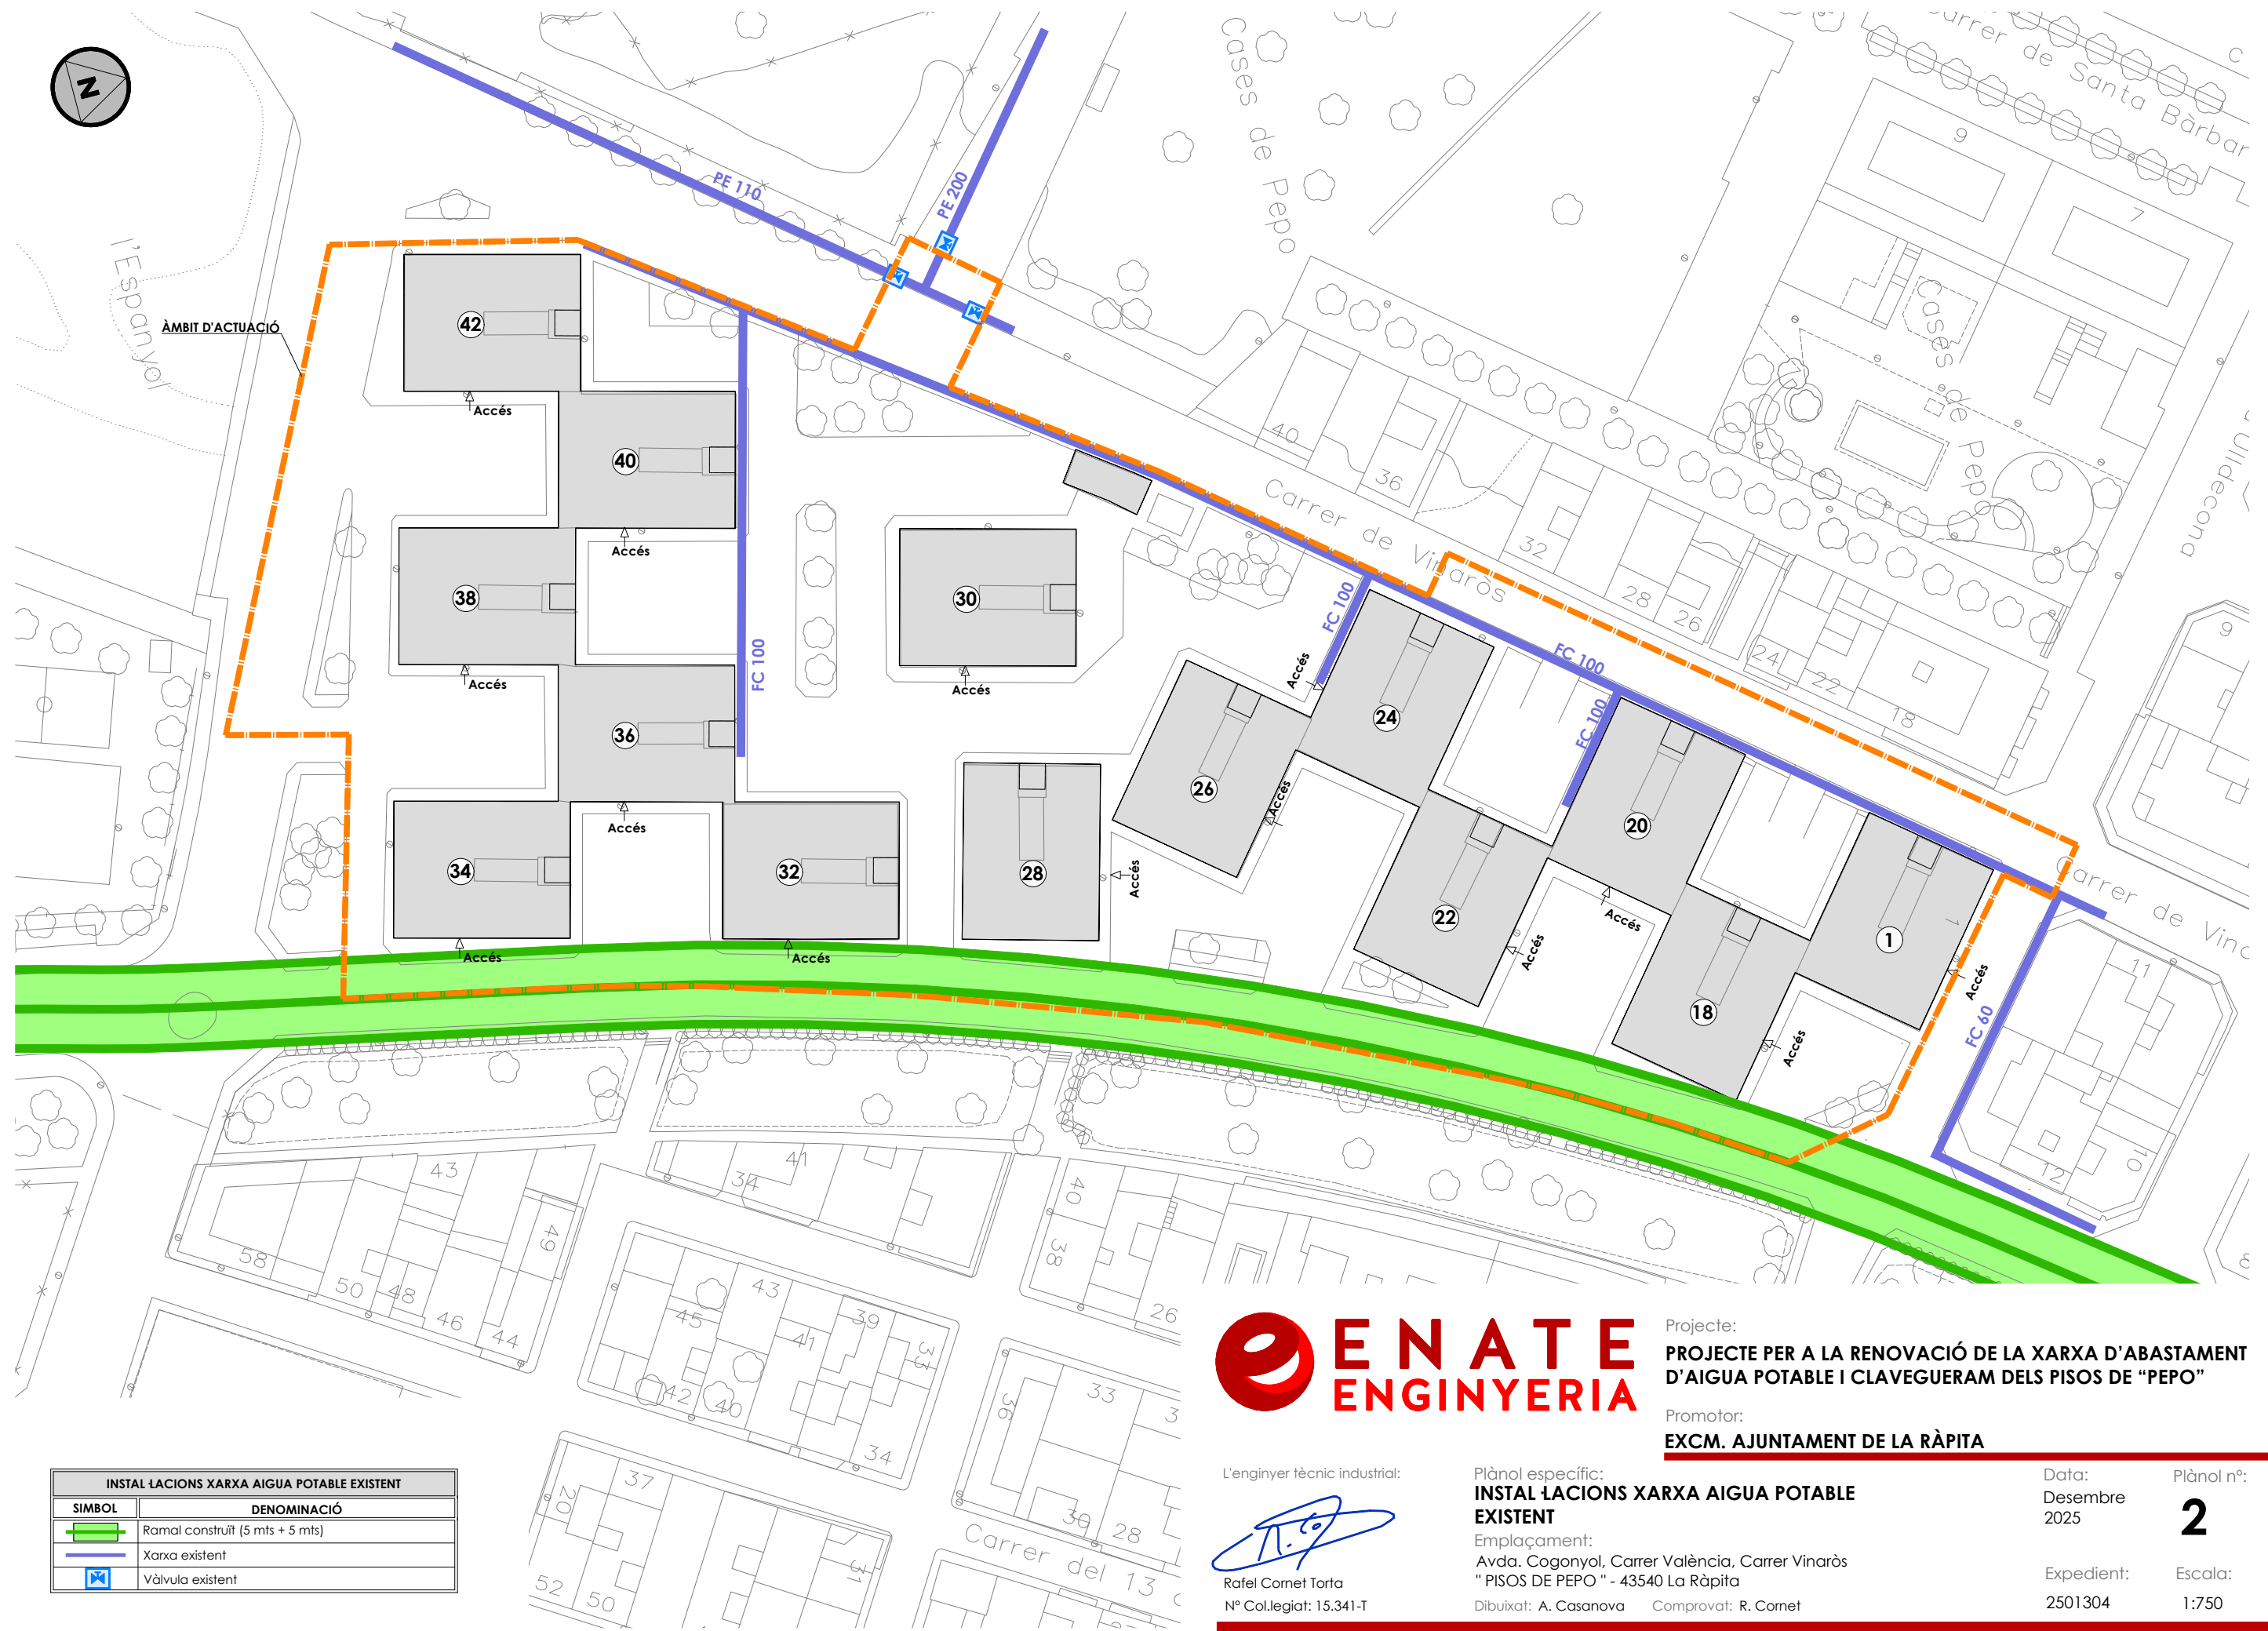 N
Cases de Pepo
Carrer de Santa Bàrbar
C
9
7
PE 110
PE 200
l'Espanyol
ÀMBIT D'ACTUACIÓ
42
Accés
40
Accés
38
Accés
36
Accés
34
Accés
32
Accés
30
Accés
28
Accés
26
Accés
24
Accés
22
Accés
20
Accés
18
Accés
1
1
Accés
FC 100
FC 100
FC 100
FC 100
FC 60
Cases de Pepo
Ulldecona
Carrer de Vinaròs
40
36
32
28
26
24
22
18
9
Carrer de Vinc
11
10
12
8
43
41
34
49
58
50
48
46
44
40
38
26
45
43
41
39
33
42
40
34
36
33
3
30
28
37
20
31
52
50
Carrer del 13 c
INSTAL·LACIONS XARXA AIGUA POTABLE EXISTENT
SIMBOL DENOMINACIÓ
Ramal construït (5 mts + 5 mts)
Xarxa existent
Vàlvula existent
ENATE
ENGINYERIA
Projecte:
PROJECTE PER A LA RENOVACIÓ DE LA XARXA D'ABASTAMENT
D'AIGUA POTABLE I CLAVEGUERAM DELS PISOS DE “PEPO”
Promotor:
EXCM. AJUNTAMENT DE LA RÀPITA
L'enginyer tècnic industrial:
Rafel Cornet Torta
Nº Col.legiat: 15.341-T
Plànol específic:
INSTAL·LACIONS XARXA AIGUA POTABLE
EXISTENT
Emplaçament:
Avda. Cogonyol, Carrer València, Carrer Vinaròs
" PISOS DE PEPO " - 43540 La Ràpita
Dibuixat: A. Casanova Comprovat: R. Cornet
Data:
Desembre
2025
Plànol nº:
2
Expedient:
2501304
Escala:
1:750